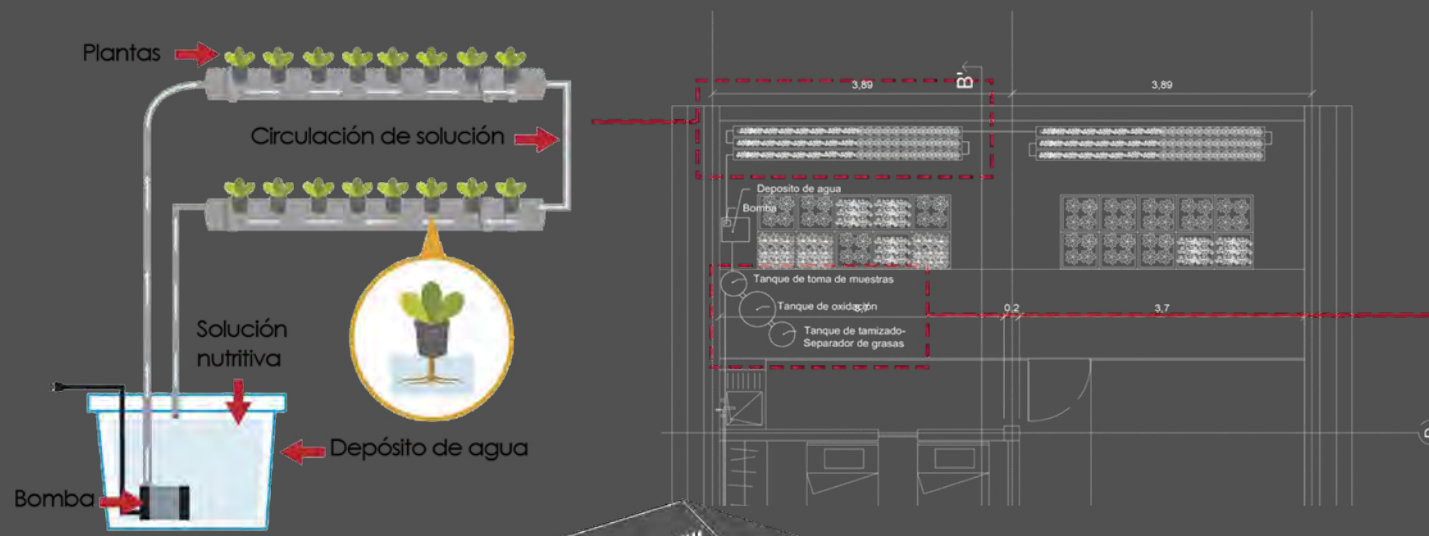 Plantas
Circulación de solución
Solución
nutritiva
Depósito de agua
Bomba
B'
3,89
3,89
Deposito de agua
Bomba
Tanque de toma de muestras
Tanque de oxidación
Tanque de tamizado-
Separador de grasas
0.2
3,7